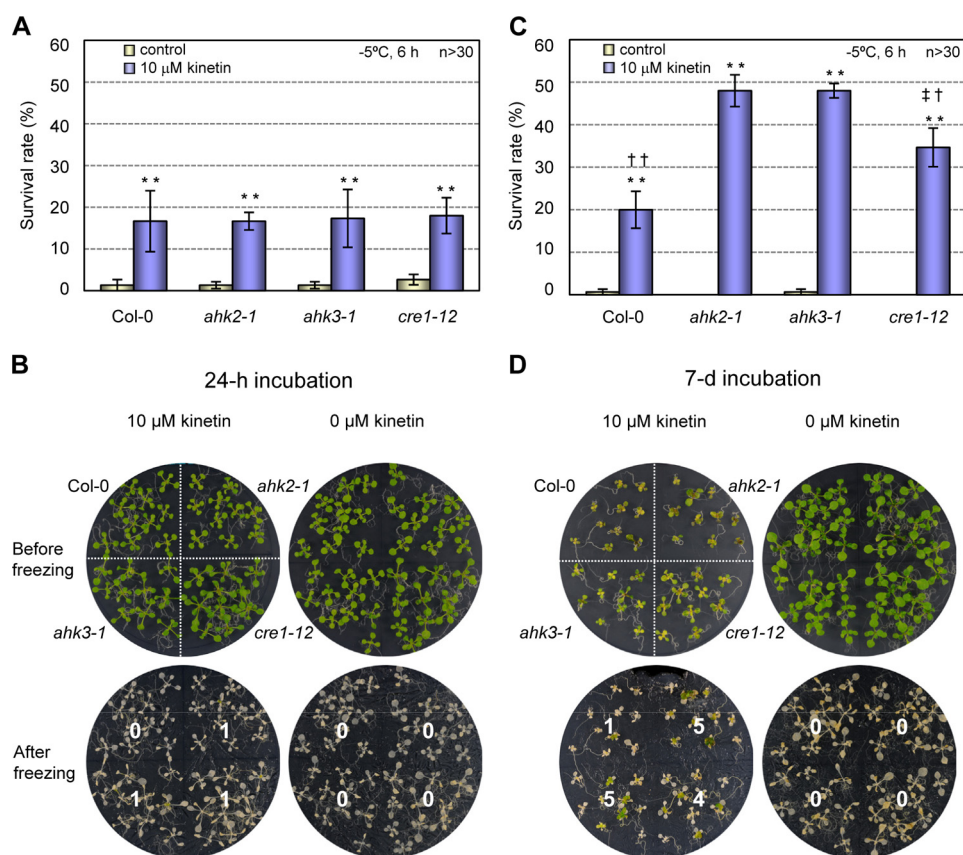 A
60
control
-5ºC, 6 h n>30
10 μM kinetin
50
40
30
20
10
0
Survival rate (%)
** ** ** **
Col-0 ahk2-1 ahk3-1 cre1-12
C
60
control
-5ºC, 6 h n>30
10 μM kinetin
50
40
30
20
10
0
Survival rate (%)
†† ‡†
** ** ** **
Col-0 ahk2-1 ahk3-1 cre1-12
B
24-h incubation
10 μM kinetin 0 μM kinetin
Col-0 ahk2-1
Before
freezing
ahk3-1 cre1-12
After
freezing
0 1 0 0
1 1 0 0
D
7-d incubation
10 μM kinetin 0 μM kinetin
Col-0 ahk2-1
ahk3-1 cre1-12
1 5 0 0
5 4 0 0